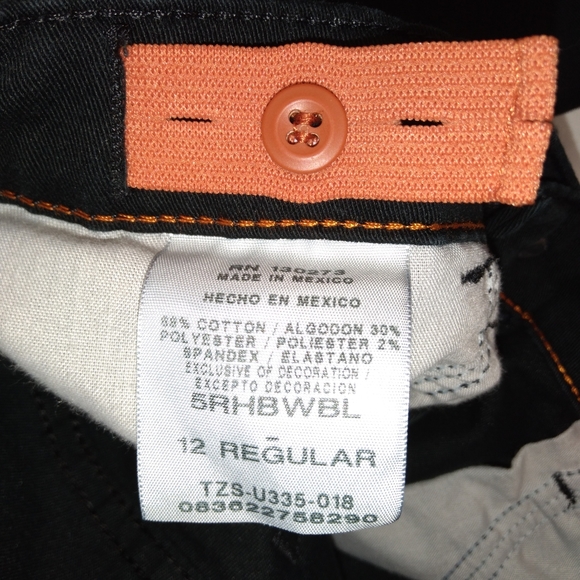 RN 130273
MADE IN MEXICO
HECHO EN MEXICO
68% COTTON / ALGODON 30%
POLYESTER / POLIESTER 2%
SPANDEX / ELASTANO
EXCLUSIVE OF DECORATION /
EXCEPTO DECORACION
5RHBWBL
12 REGULAR
TZS-U335-018
083622758290